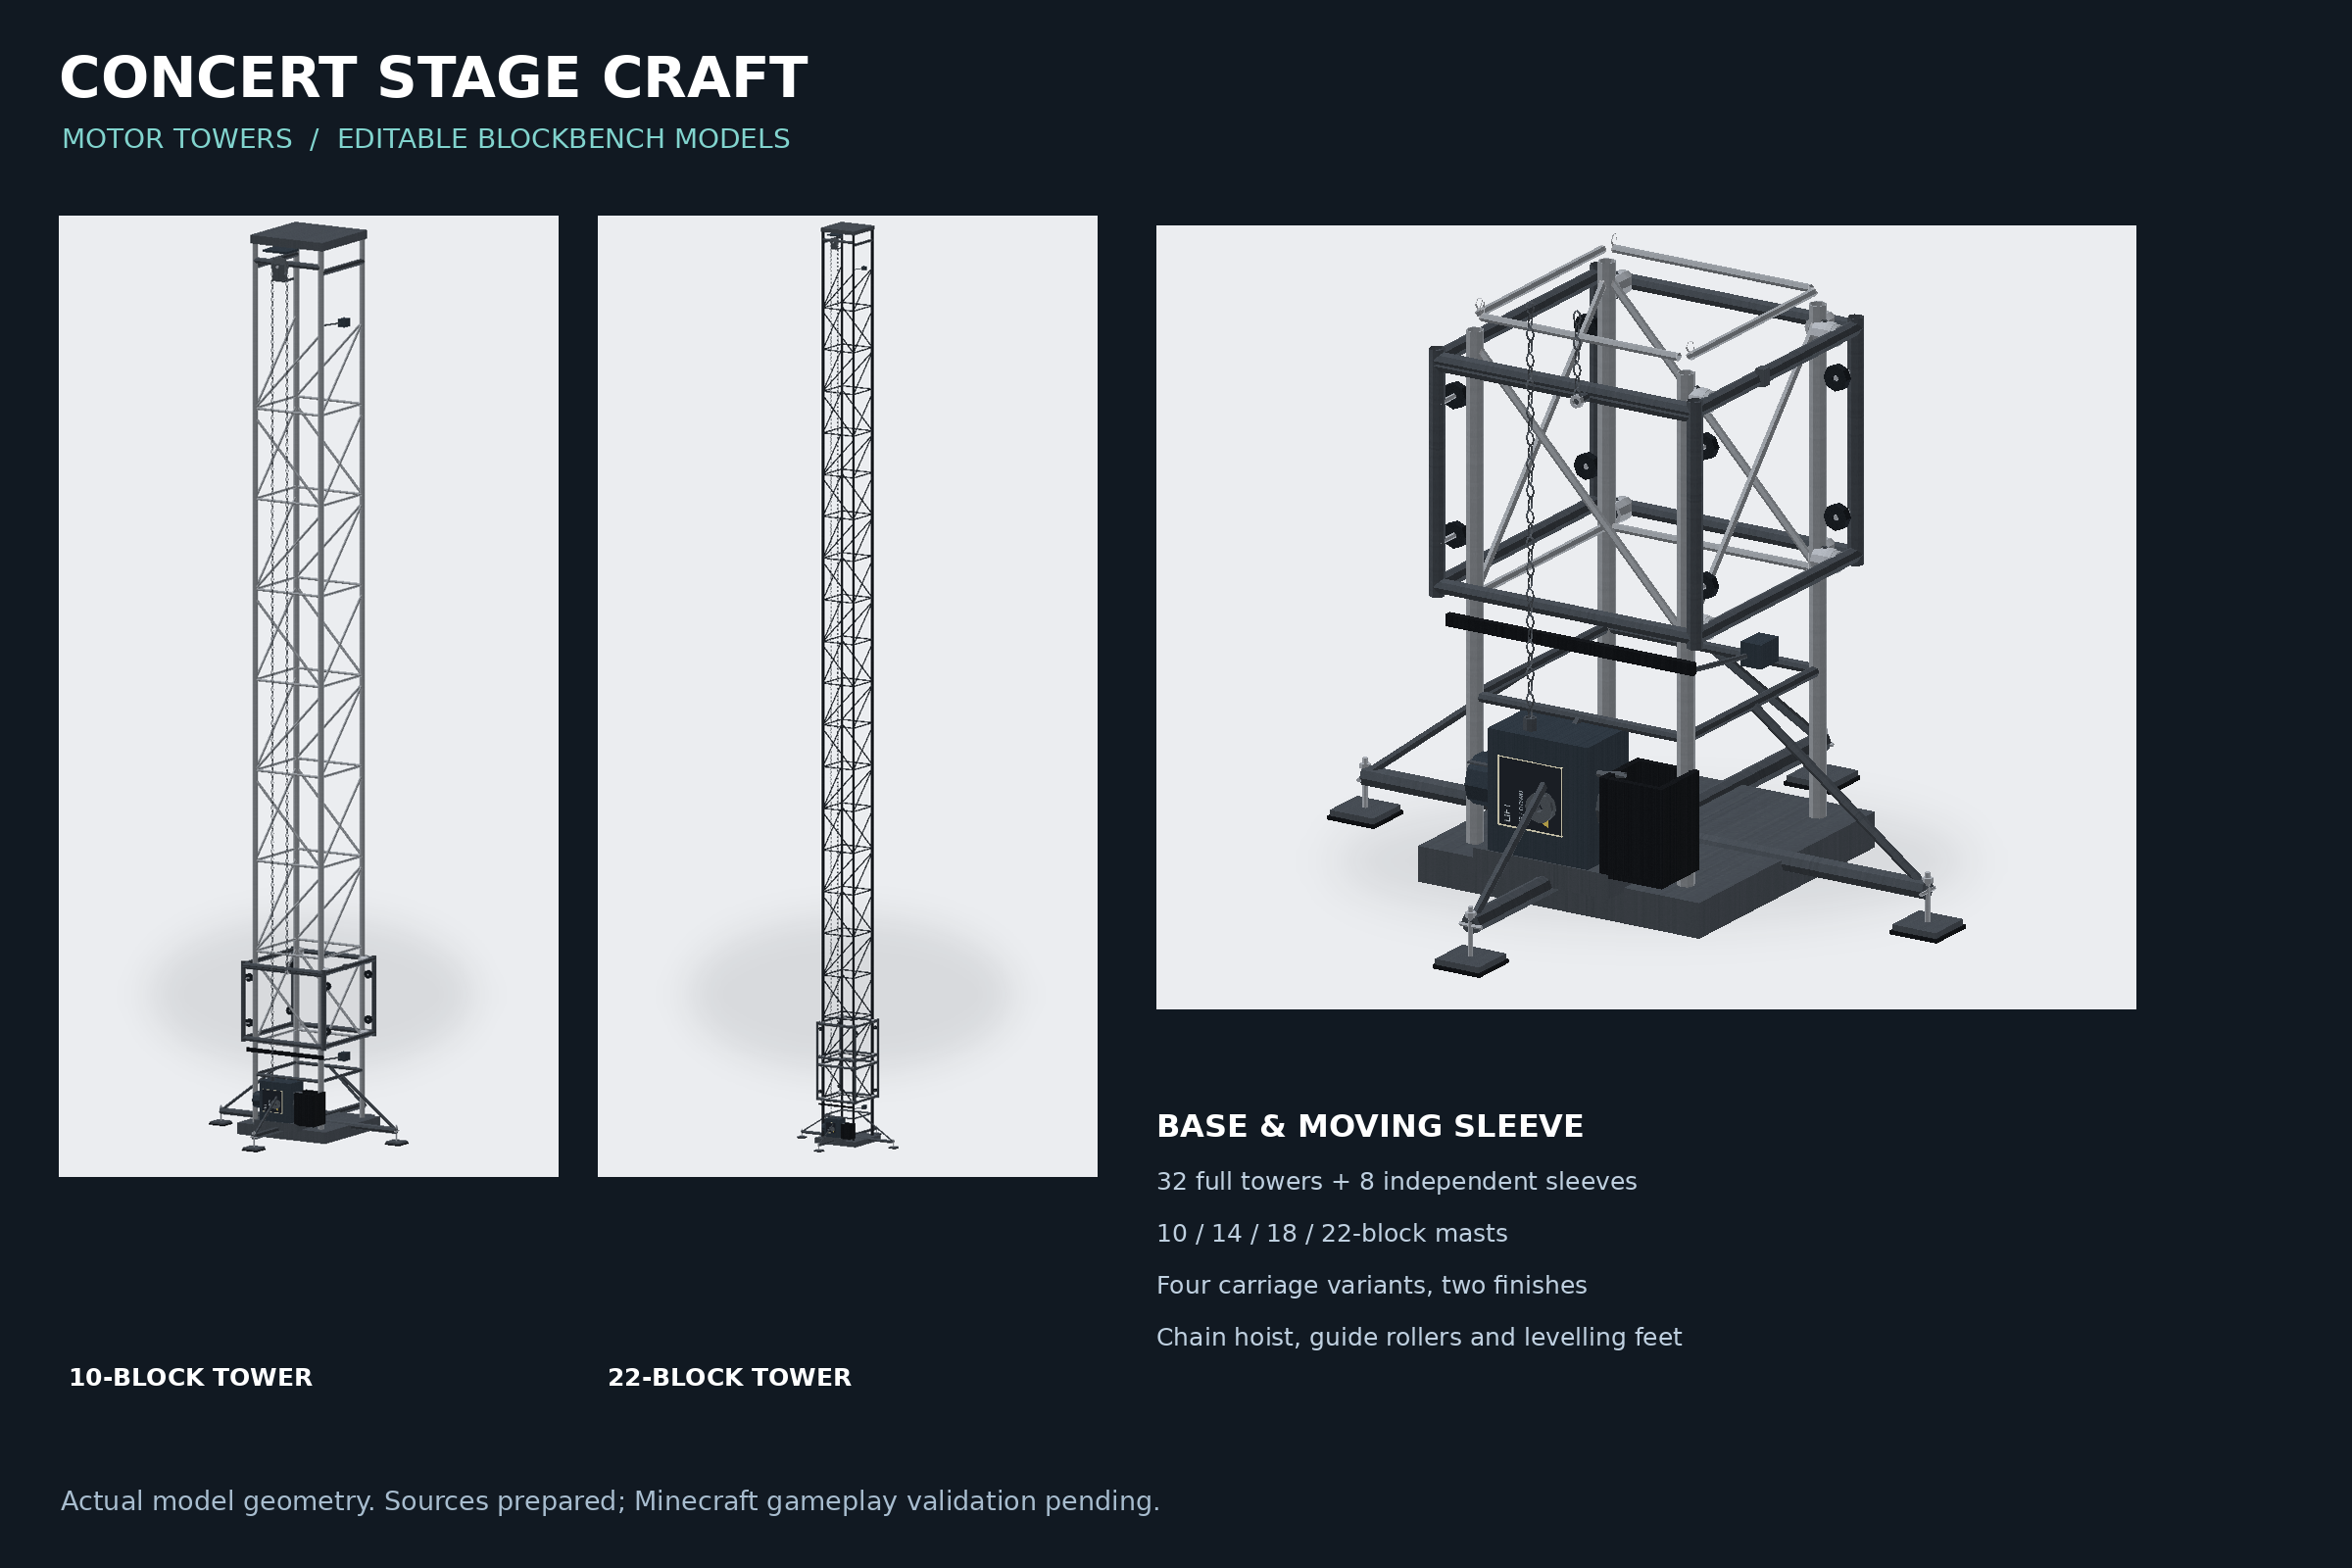 CONCERT STAGE CRAFT
MOTOR TOWERS / EDITABLE BLOCKBENCH MODELS
BASE & MOVING SLEEVE
32 full towers + 8 independent sleeves
10 / 14 / 18 / 22-block masts
Four carriage variants, two finishes
Chain hoist, guide rollers and levelling feet
10-BLOCK TOWER
22-BLOCK TOWER
Actual model geometry. Sources prepared; Minecraft gameplay validation pending.